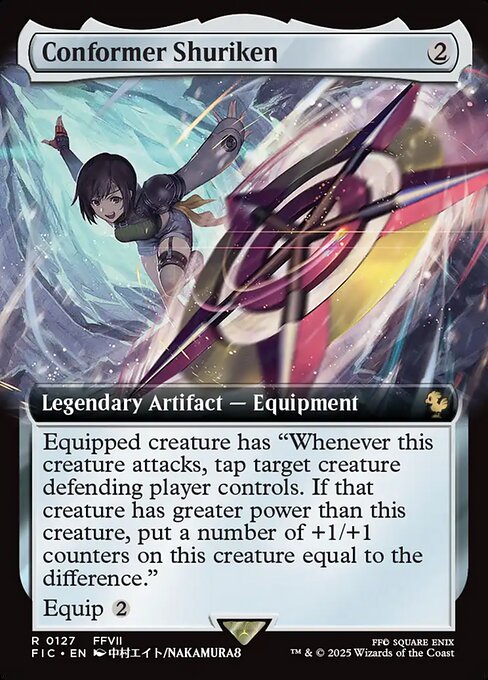 Conformer Shuriken 2
Legendary Artifact — Equipment
Equipped creature has “Whenever this
creature attacks, tap target creature
defending player controls. If that
creature has greater power than this
creature, put a number of +1/+1
counters on this creature equal to the
difference.”
Equip 2
R 0127 FFVII
FIC • EN 中村エイト/NAKAMURA8
FF© SQUARE ENIX
™ & © 2025 Wizards of the Coast